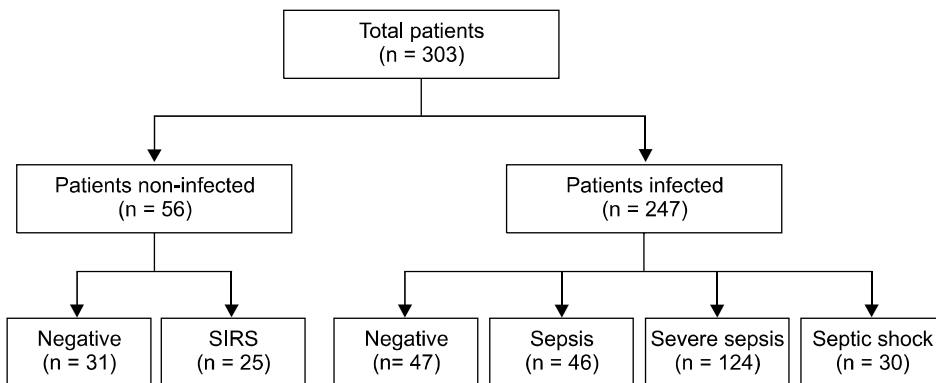 Total patients
(n = 303)
Patients non-infected
(n = 56)
Patients infected
(n = 247)
Negative
(n = 31)
SIRS
(n = 25)
Negative
(n= 47)
Sepsis
(n = 46)
Severe sepsis
(n = 124)
Septic shock
(n = 30)